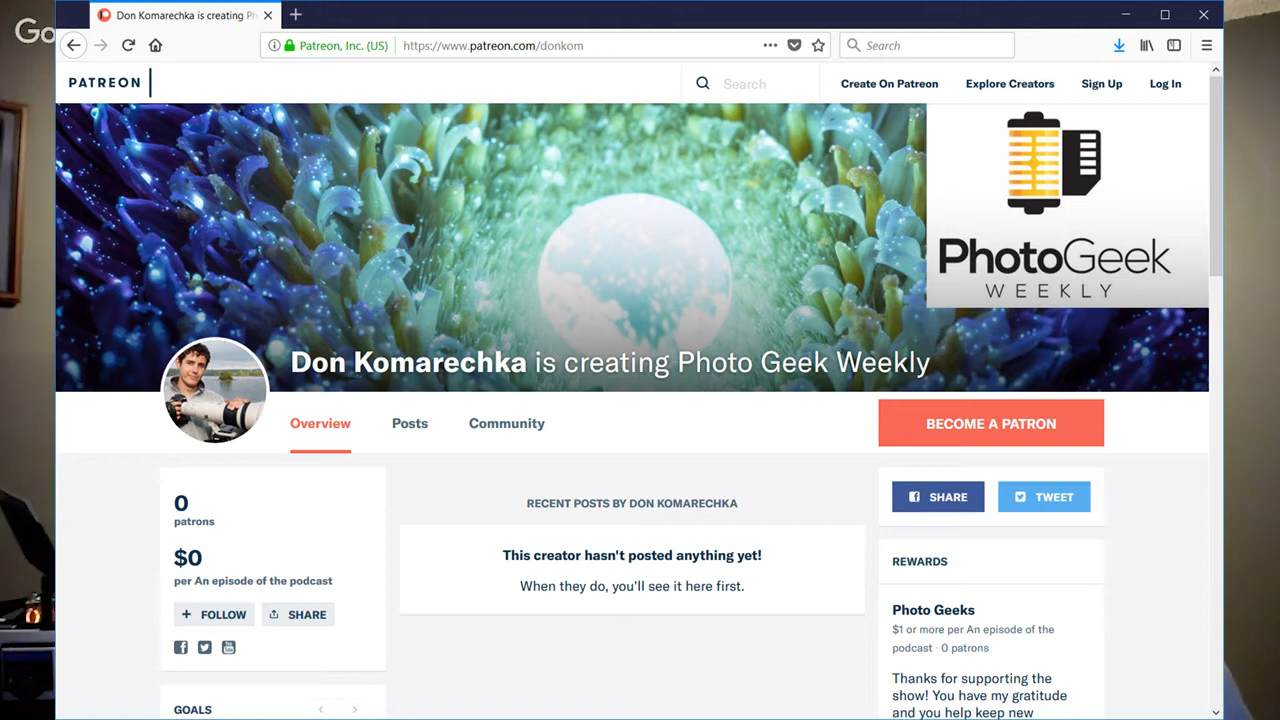 Go
Don Komarechka is creating Ph
Patreon, Inc. (US)
https://www.patreon.com/donkom
Search
PATREON
Search
Create On Patreon
Explore Creators
Sign Up
Log In
PhotoGeek
WEEKLY
Don Komarechka is creating Photo Geek Weekly
Overview
Posts
Community
BECOME A PATRON
0
patrons
$0
per An episode of the podcast
FOLLOW
SHARE
You
Tube
GOALS
RECENT POSTS BY DON KOMARECHKA
This creator hasn't posted anything yet!
When they do, you'll see it here first.
SHARE
TWEET
REWARDS
Photo Geeks
$1 or more per An episode of the
podcast · 0 patrons
Thanks for supporting the
show! You have my gratitude
and you help keep new